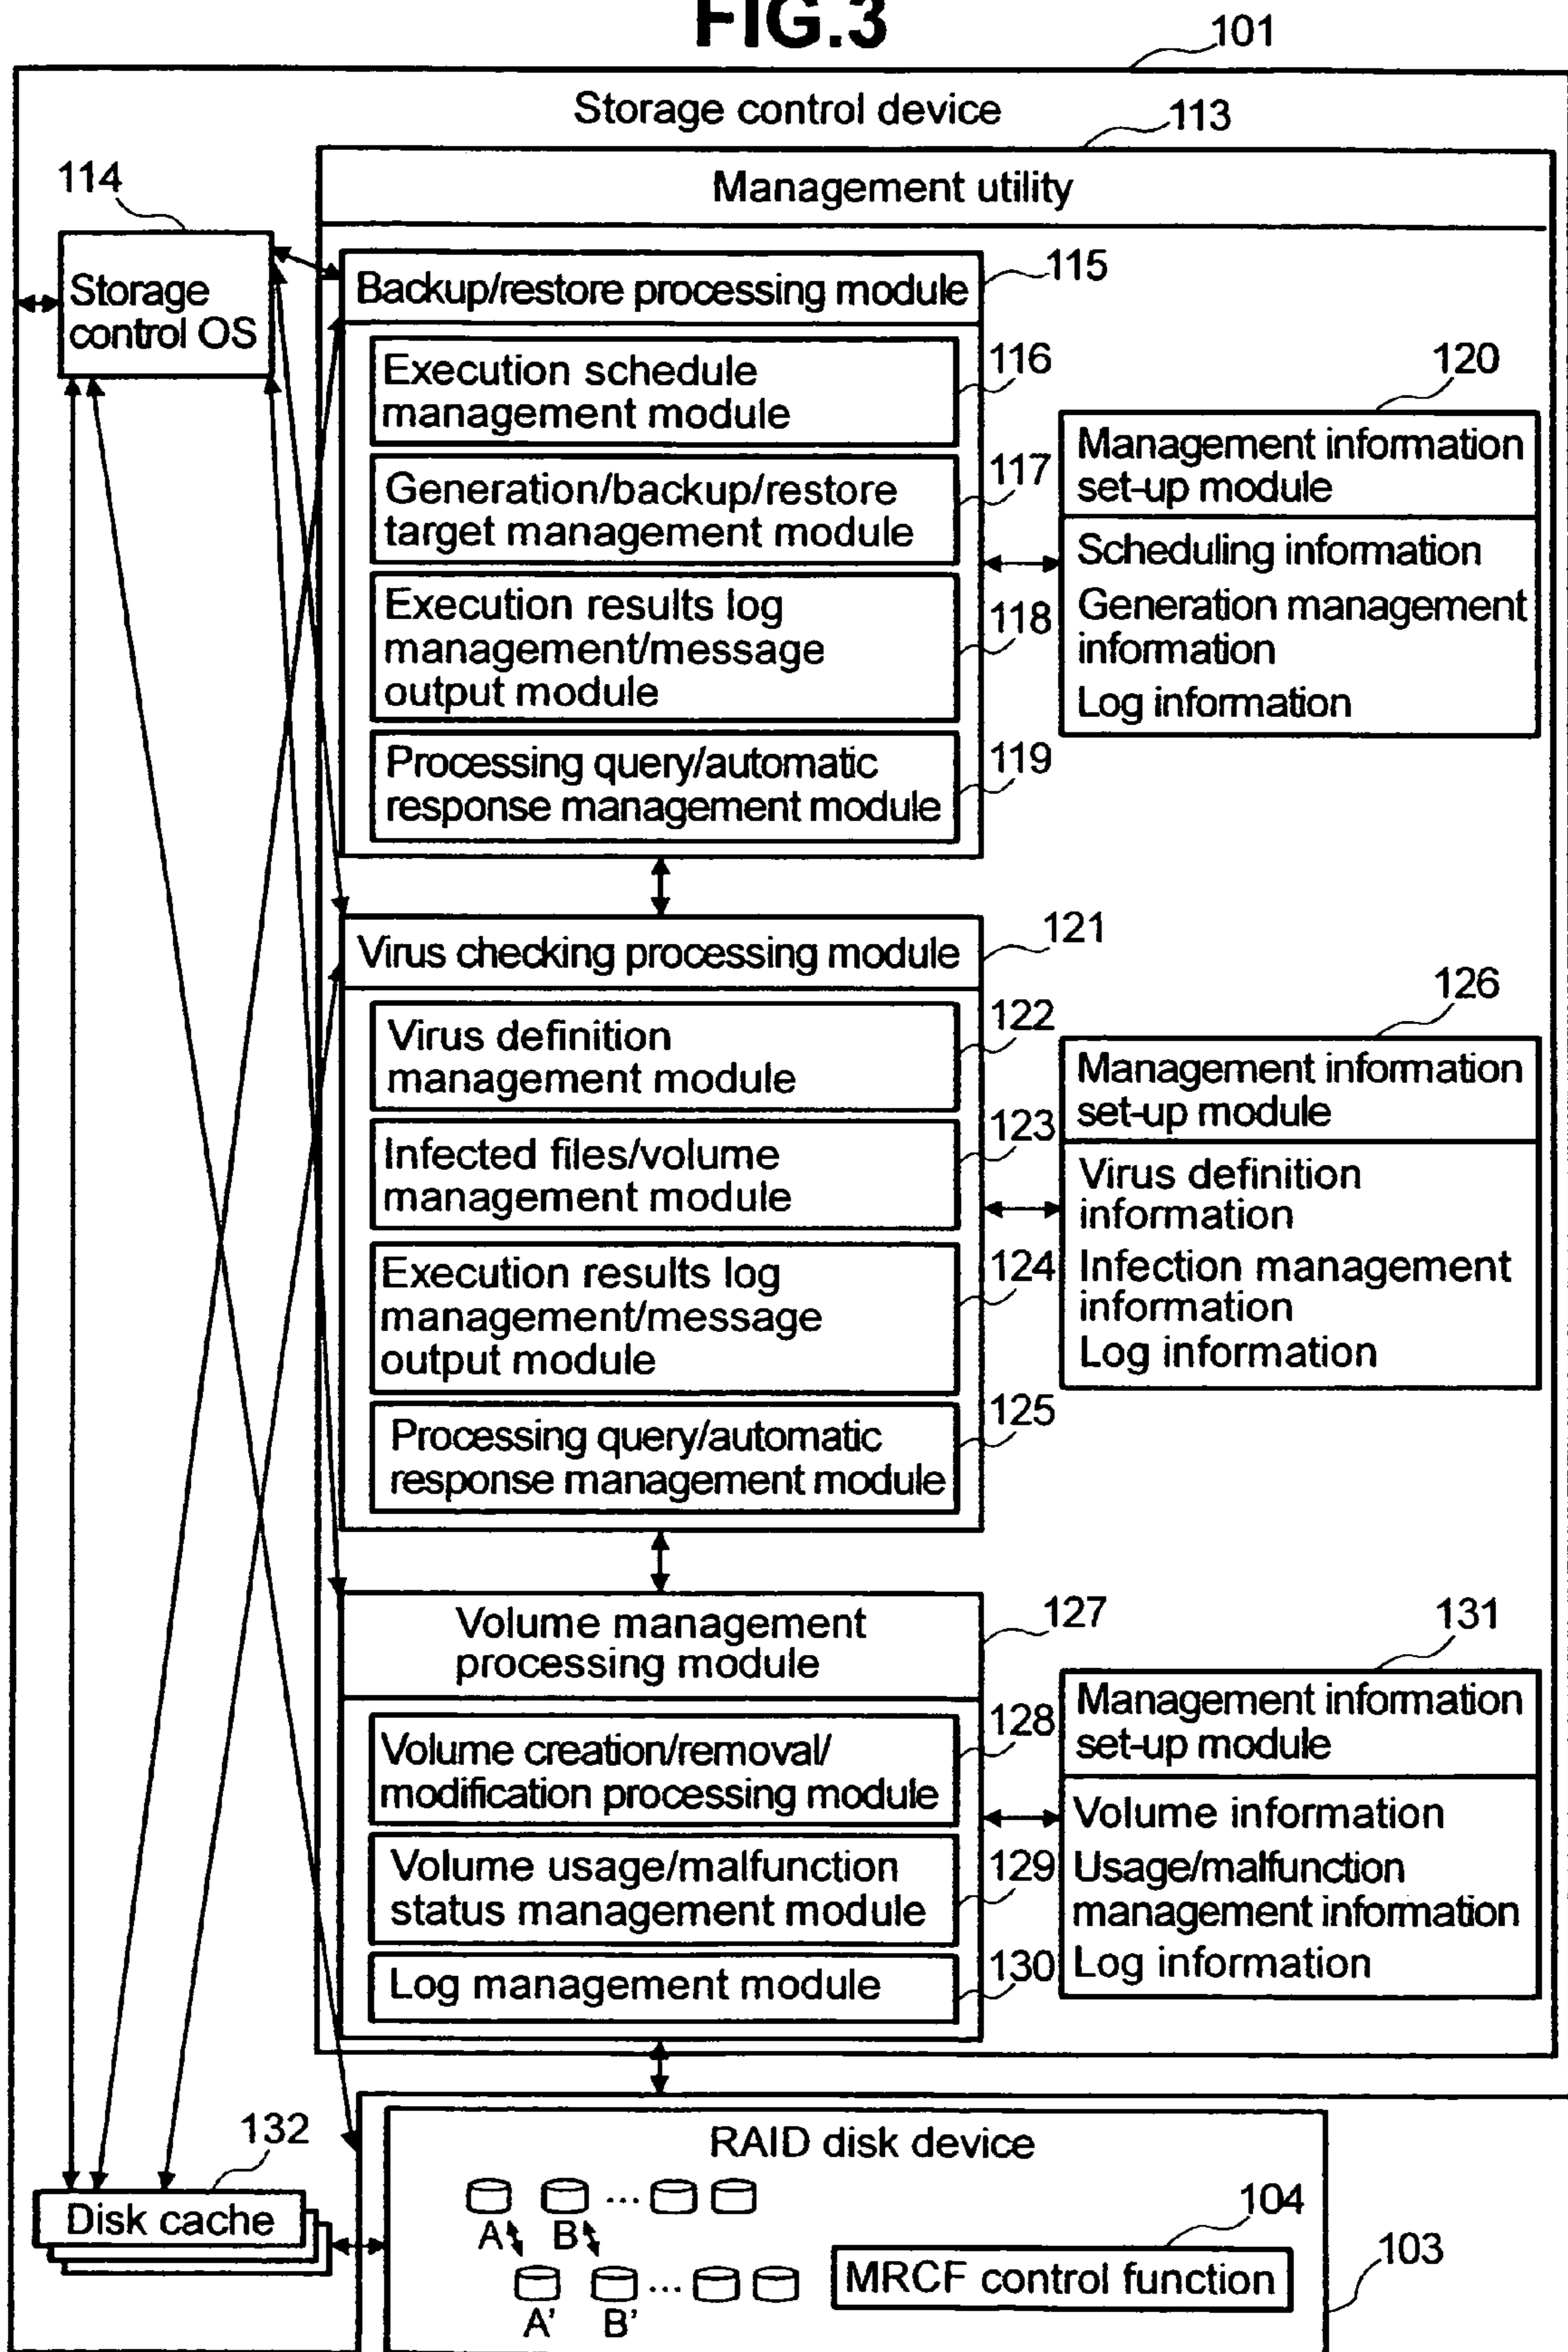 FIG.3
101
Storage control device
113
Management utility
114
Storage
control OS
Backup/restore processing module
115
Execution schedule
management module
116
Generation/backup/restore
target management module
117
Execution results log
management/message
output module
118
Processing query/automatic
response management module
119
120
Management information
set-up module
Scheduling information
Generation management
information
Log information
Virus checking processing module
121
Virus definition
management module
122
Infected files/volume
management module
123
Execution results log
management/message
output module
124
Processing query/automatic
response management module
125
126
Management information
set-up module
Virus definition
information
Infection management
information
Log information
Volume management
processing module
127
Volume creation/removal/
modification processing module
128
Volume usage/malfunction
status management module
129
Log management module
130
131
Management information
set-up module
Volume information
Usage/malfunction
management information
Log information
132
Disk cache
RAID disk device
...
A B
...
A' B'
104
MRCF control function
103